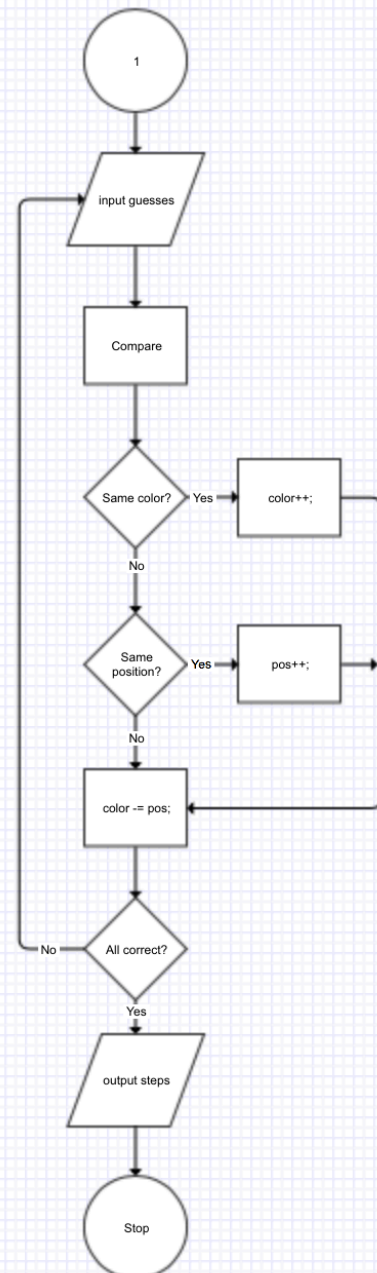 1
input guesses
Compare
Same color?
Yes
color++;
No
Same
position?
Yes
pos++;
No
color -= pos;
All correct?
No
Yes
output steps
Stop